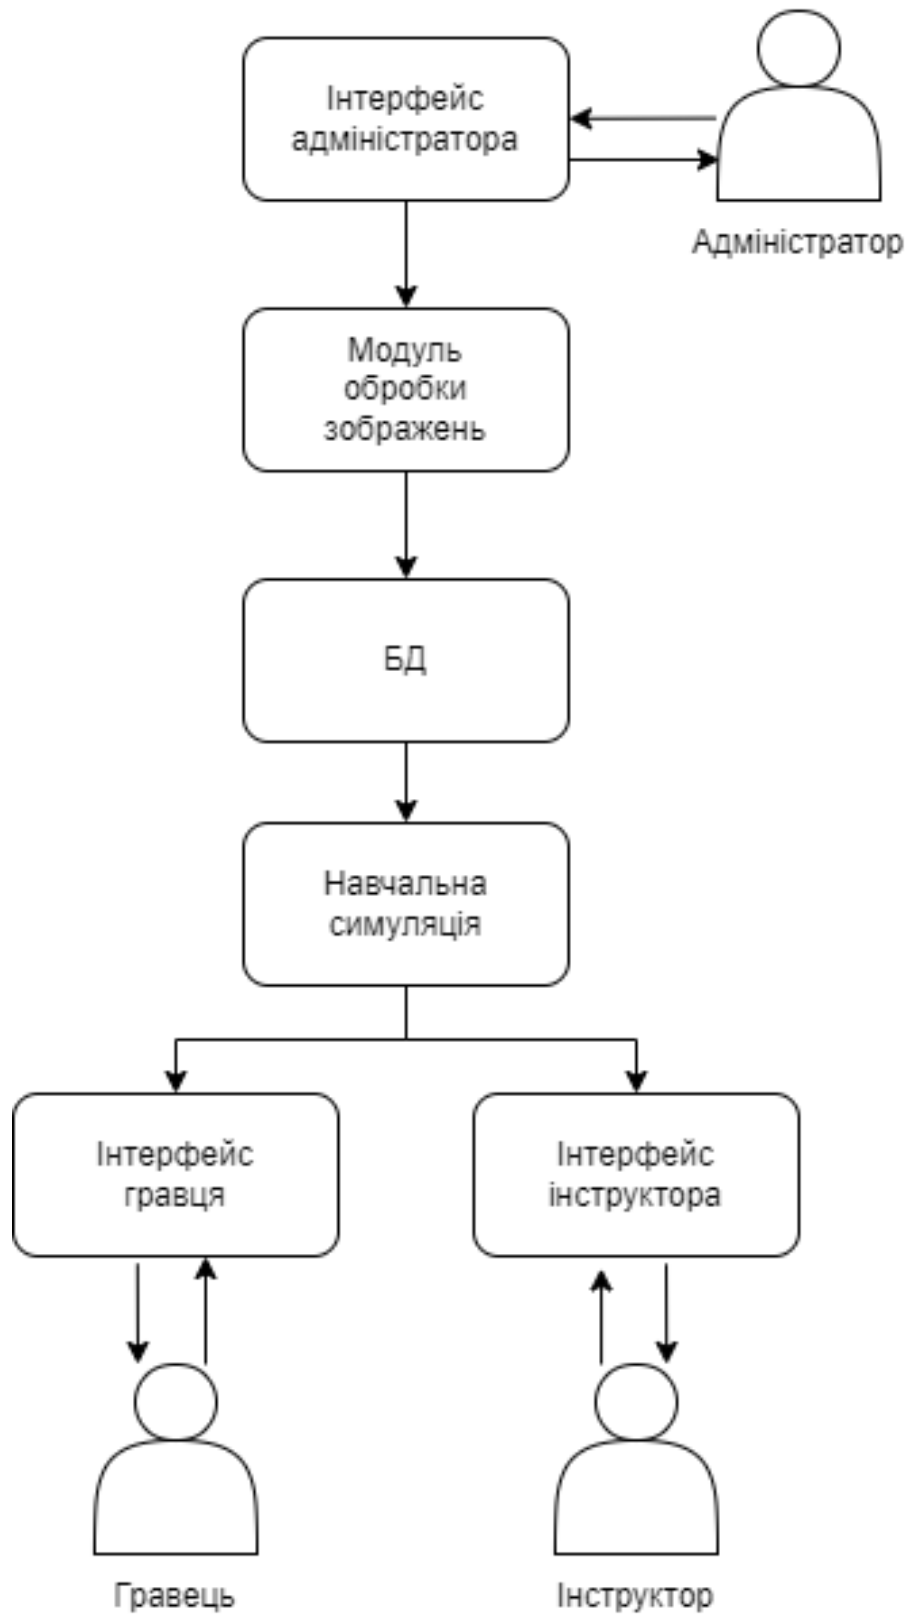 Інтерфейс
адміністратора
Адміністратор
Модуль
обробки
зображень
БД
Навчальна
симуляція
Інтерфейс
гравця
Інтерфейс
інструктора
Гравець
Інструктор